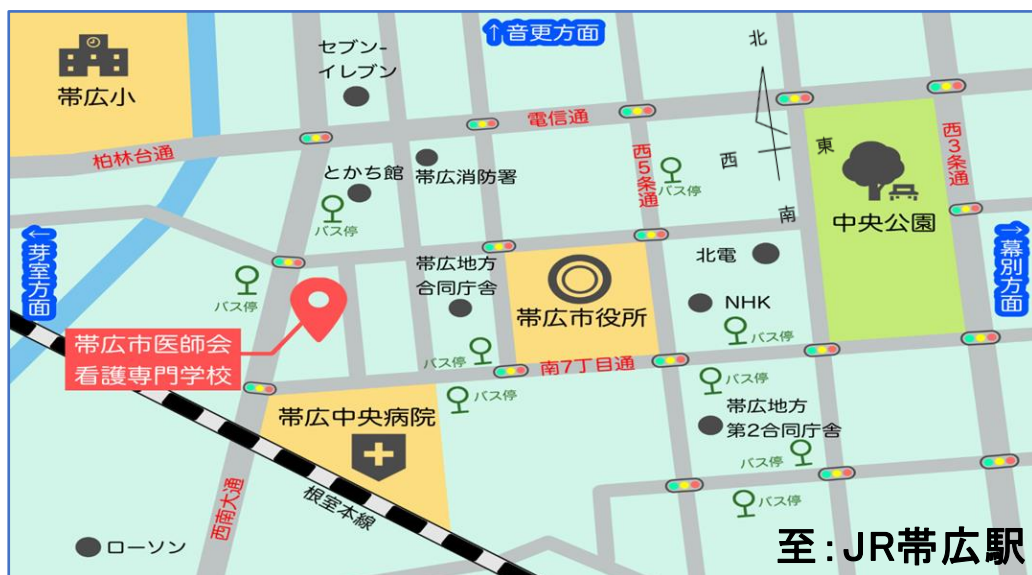 ↑音更方面
北
セブン-
イレブン
帯広小
電信通
西3条通
柏林台通
東
西
西5条通
バス停
とかち館
帯広消防署
バス停
南
中央公園
←芽室方面
→幕別方面
北電
帯広地方
合同庁舎
バス停
NHK
帯広市役所
バス停
帯広市医師会
看護専門学校
バス停
南7丁目通
バス停
バス停
帯広中央病院
帯広地方
第2合同庁舎
バス停
バス停
根室本線
西南大通
ローソン
至:JR帯広駅